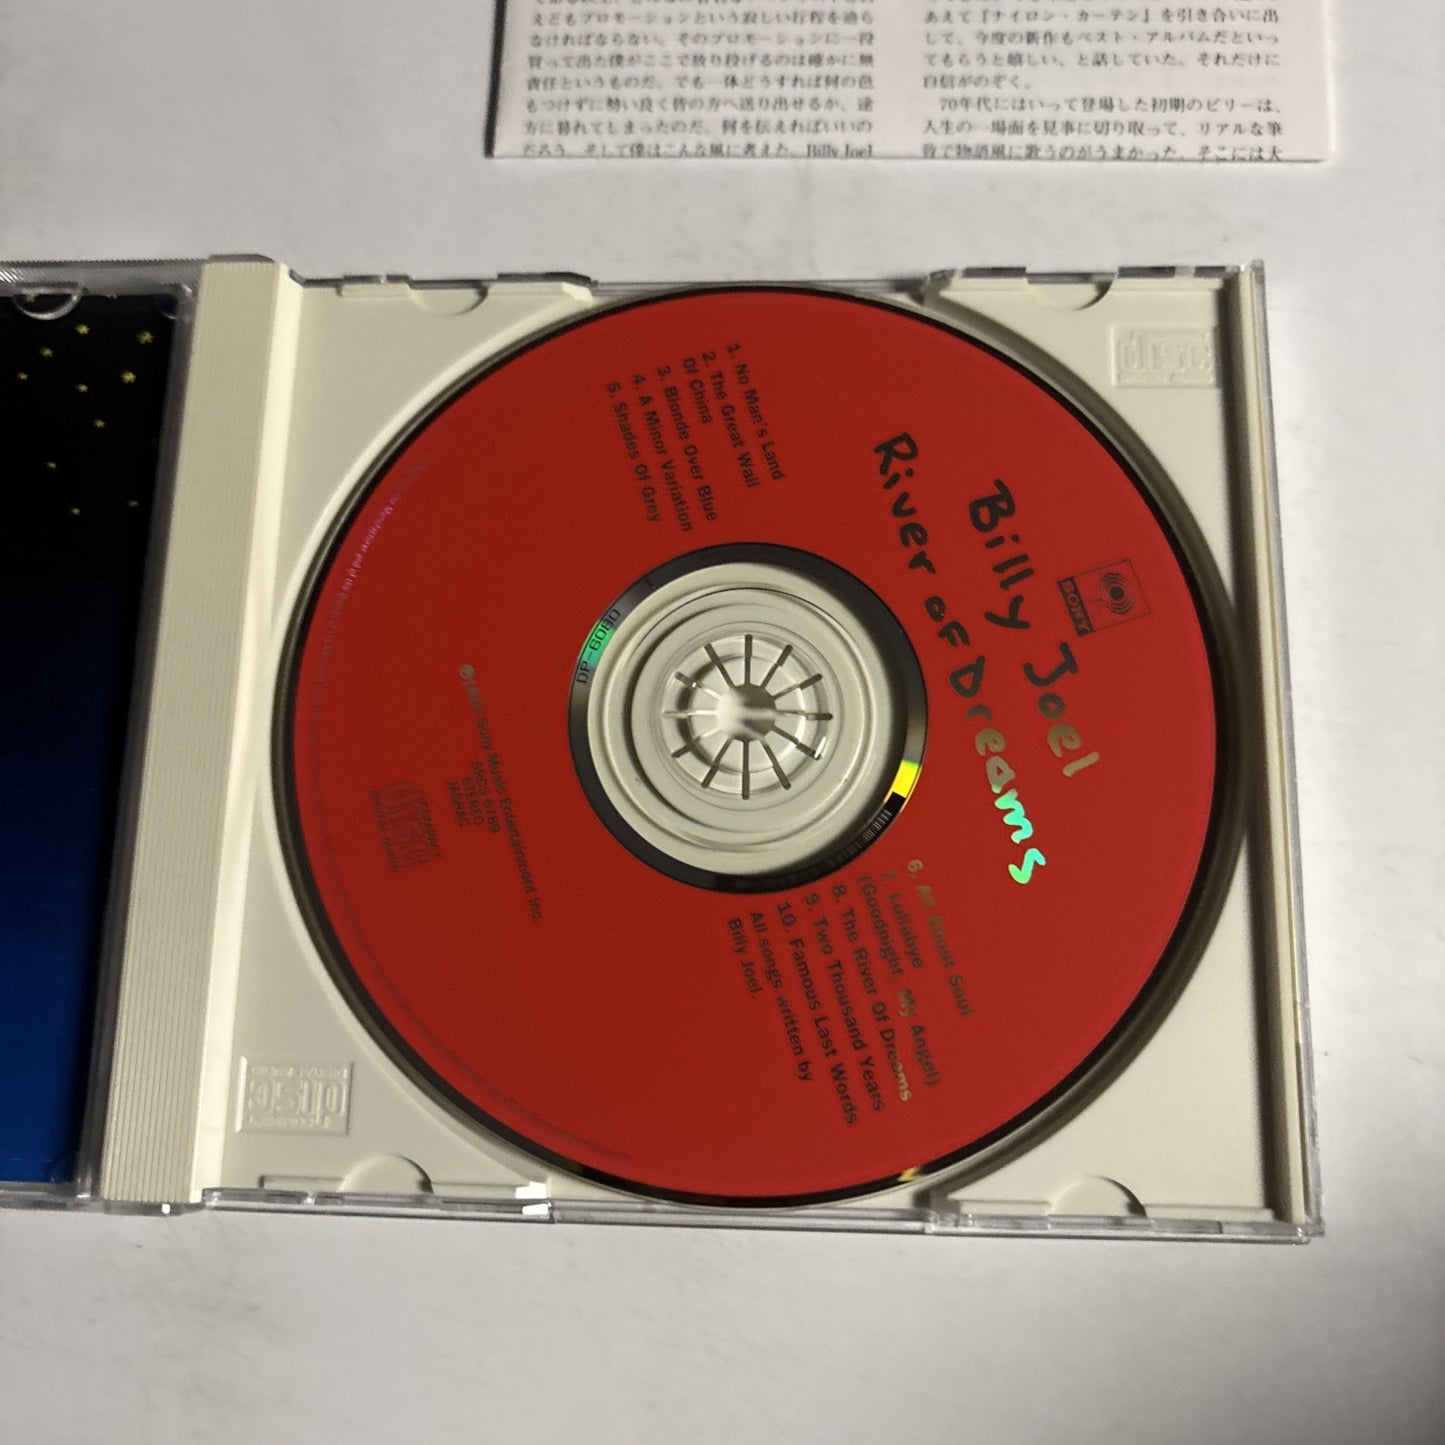 えどもプロモーションという寂しい行程を辿ら
なければならない。そのプロモーションに一役
買って出た僕がここで放り投げるのは確かに無
責任というものだ。でも一体どうすれば何の色
もつけずに勢い良く皆の方へ送り出せるか、途
方に暮れてしまったのだ。何を伝えればいいの
だろう。そして僕はこんな風に考えた。Billy Joel
あえて『ナイロン・カーテン』を引き合いに出
して、今度の新作もベスト・アルバムだといっ
てもらうと嬉しい、と話していた。それだけに
自信がのぞく。
70年代にはいって登場した初期のビリーは、
人生の一場面を見事に切り取って、リアルな筆
致で物語風に歌うのがうまかった。そこには大
SONY
Billy Joel
River of Dreams
1. No Man's Land
2. The Great Wall
Of China
3. Blonde Over Blue
4. A Minor Variation
5. Shades Of Grey
6. All About Soul
7. Lullabye
(Goodnight, My Angel)
8. The River Of Dreams
9. Two Thousand Years
10. Famous Last Words
All songs written by
Billy Joel.
DP-6080
Sony Music Entertainment Inc.
SRCS 6789
STEREO
JASRAC
COMPACT
disc
DIGITAL AUDIO
disc
disc